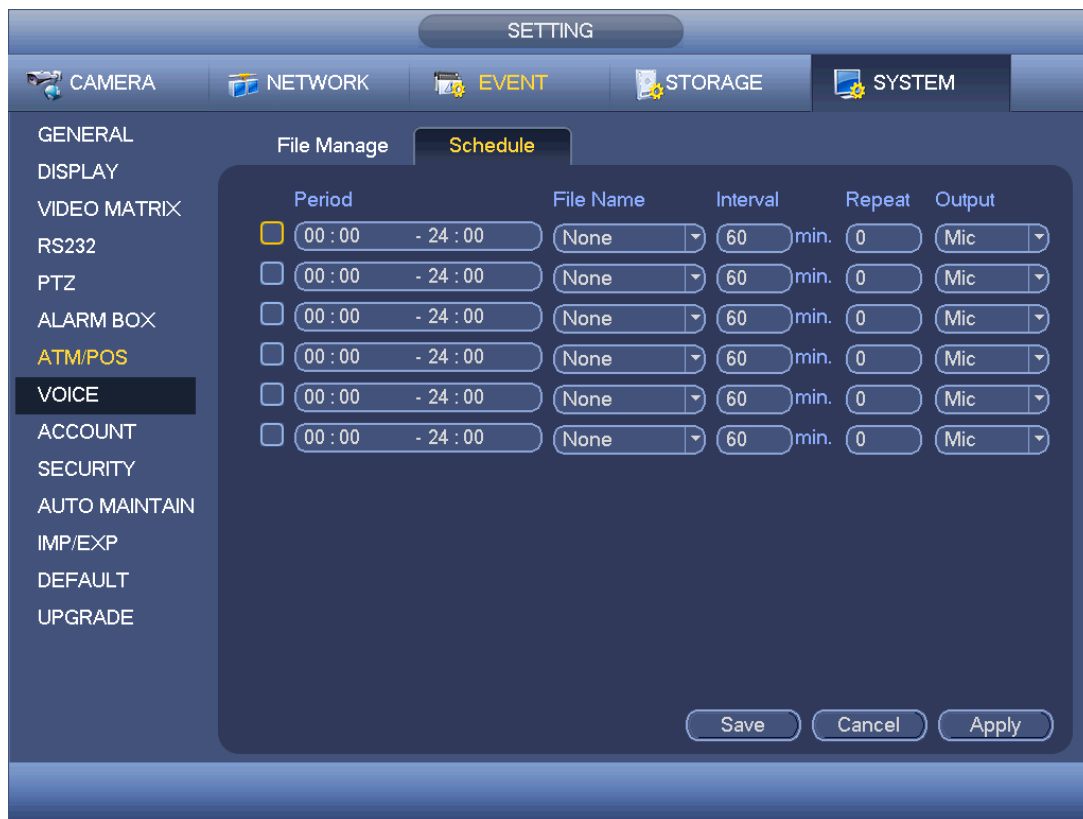 SETTING
CAMERA NETWORK EVENT STORAGE SYSTEM
GENERAL
DISPLAY
VIDEO MATRIX
RS232
PTZ
ALARM BOX
ATM/POS
VOICE
ACCOUNT
SECURITY
AUTO MAINTAIN
IMP/EXP
DEFAULT
UPGRADE
File Manage Schedule
Period File Name Interval Repeat Output
00 : 00 - 24 : 00 None 60 min. 0 Mic
00 : 00 - 24 : 00 None 60 min. 0 Mic
00 : 00 - 24 : 00 None 60 min. 0 Mic
00 : 00 - 24 : 00 None 60 min. 0 Mic
00 : 00 - 24 : 00 None 60 min. 0 Mic
00 : 00 - 24 : 00 None 60 min. 0 Mic
Save Cancel Apply